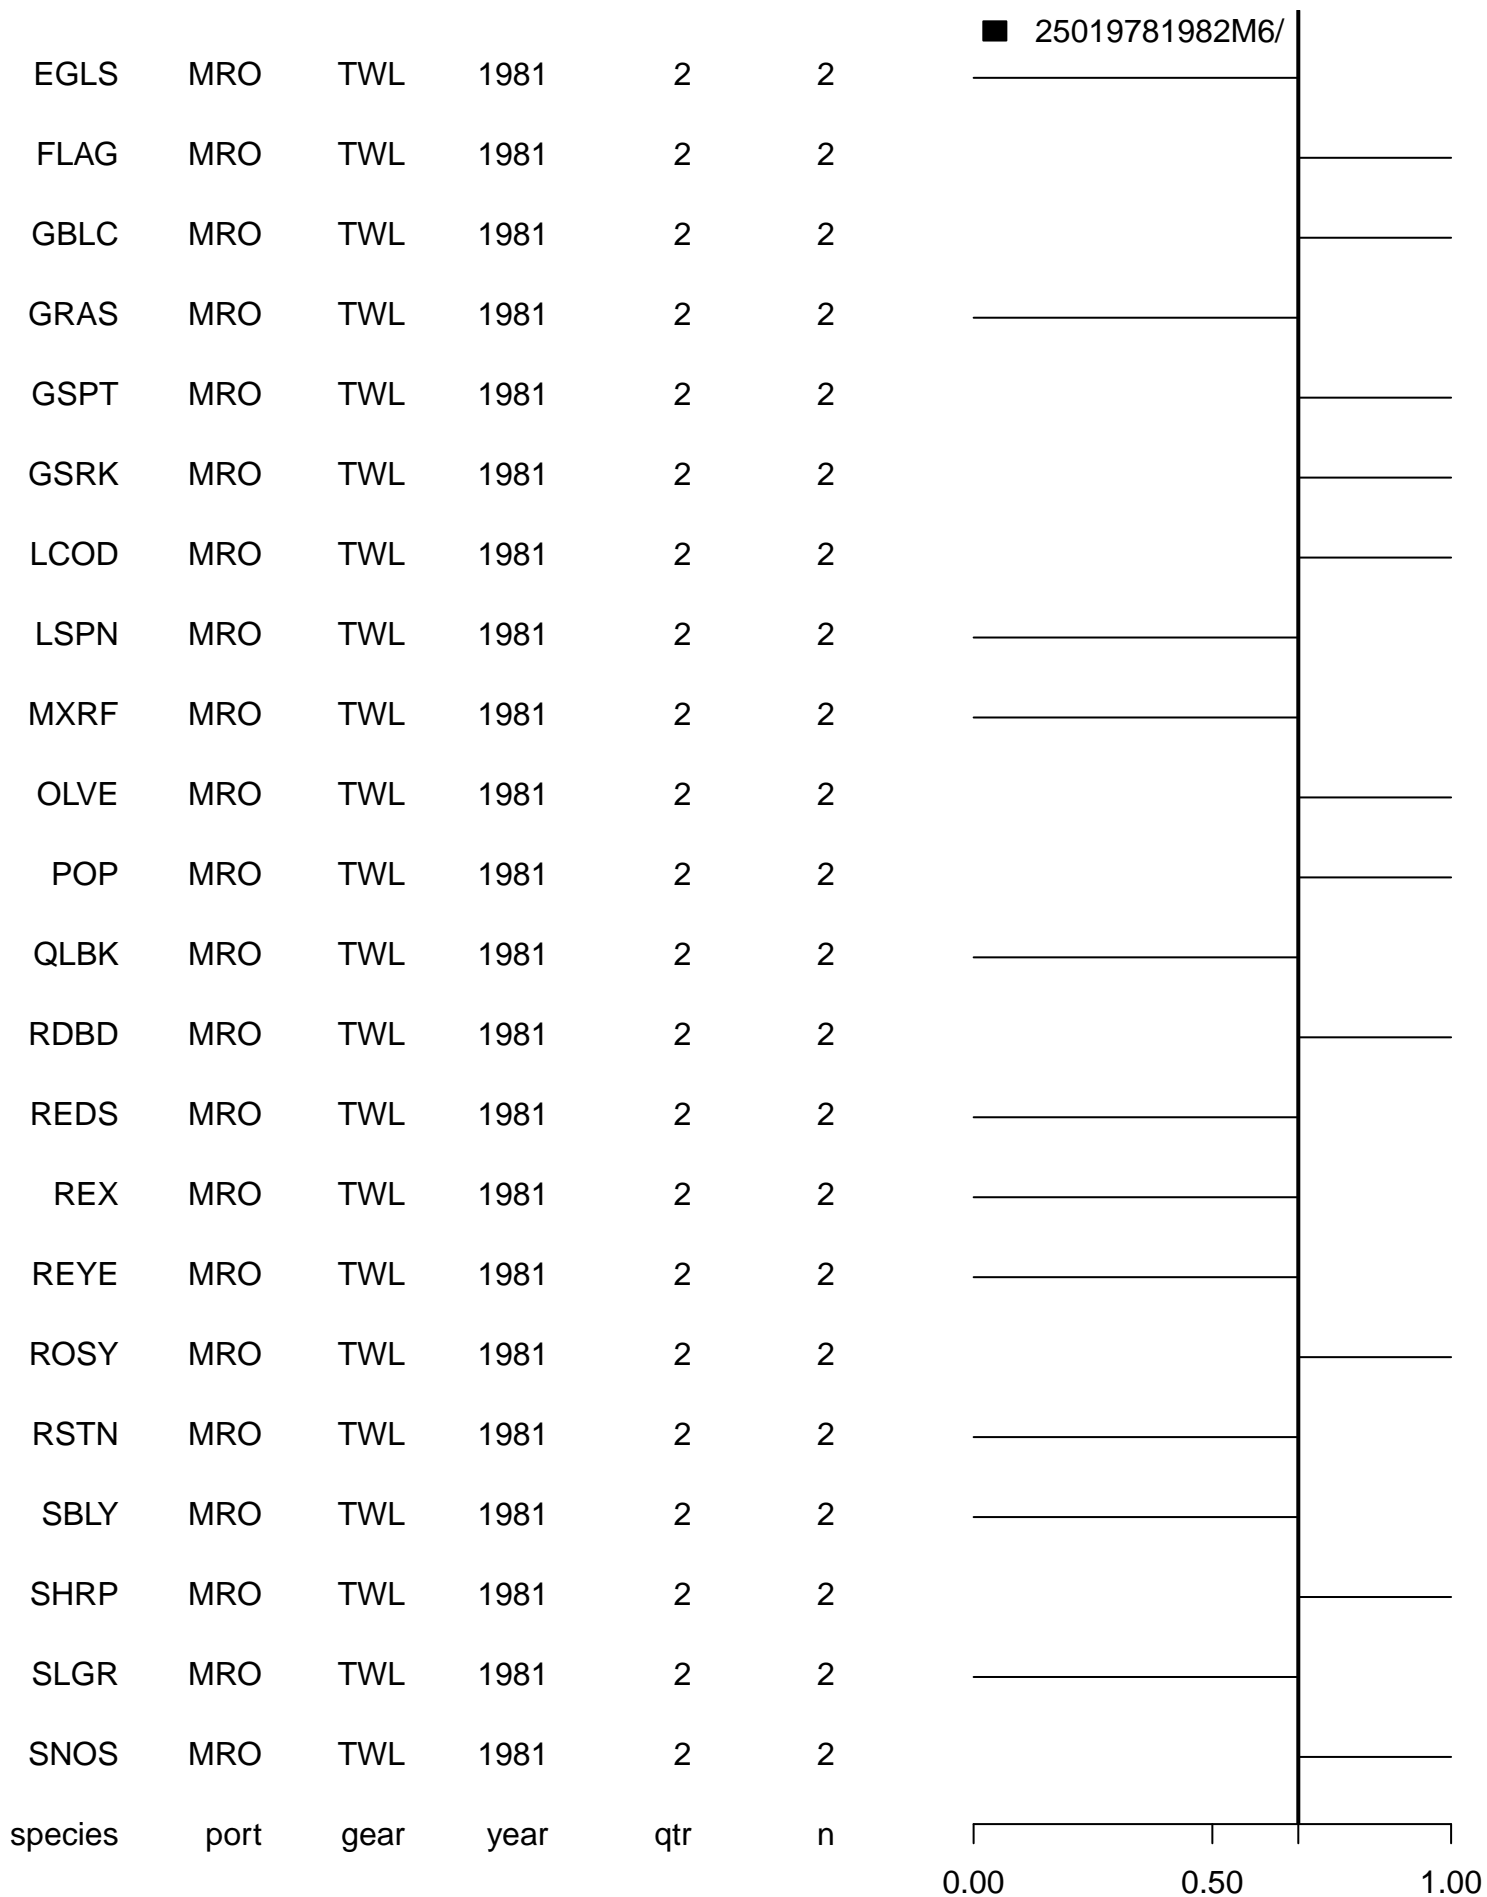 25019781982M6/
EGLS MRO TWL 1981 2 2
FLAG MRO TWL 1981 2 2
GBLC MRO TWL 1981 2 2
GRAS MRO TWL 1981 2 2
GSPT MRO TWL 1981 2 2
GSRK MRO TWL 1981 2 2
LCOD MRO TWL 1981 2 2
LSPN MRO TWL 1981 2 2
MXRF MRO TWL 1981 2 2
OLVE MRO TWL 1981 2 2
POP MRO TWL 1981 2 2
QLBK MRO TWL 1981 2 2
RDBD MRO TWL 1981 2 2
REDS MRO TWL 1981 2 2
REX MRO TWL 1981 2 2
REYE MRO TWL 1981 2 2
ROSY MRO TWL 1981 2 2
RSTN MRO TWL 1981 2 2
SBLY MRO TWL 1981 2 2
SHRP MRO TWL 1981 2 2
SLGR MRO TWL 1981 2 2
SNOS MRO TWL 1981 2 2
species port gear year qtr n
0.00 0.50 1.00